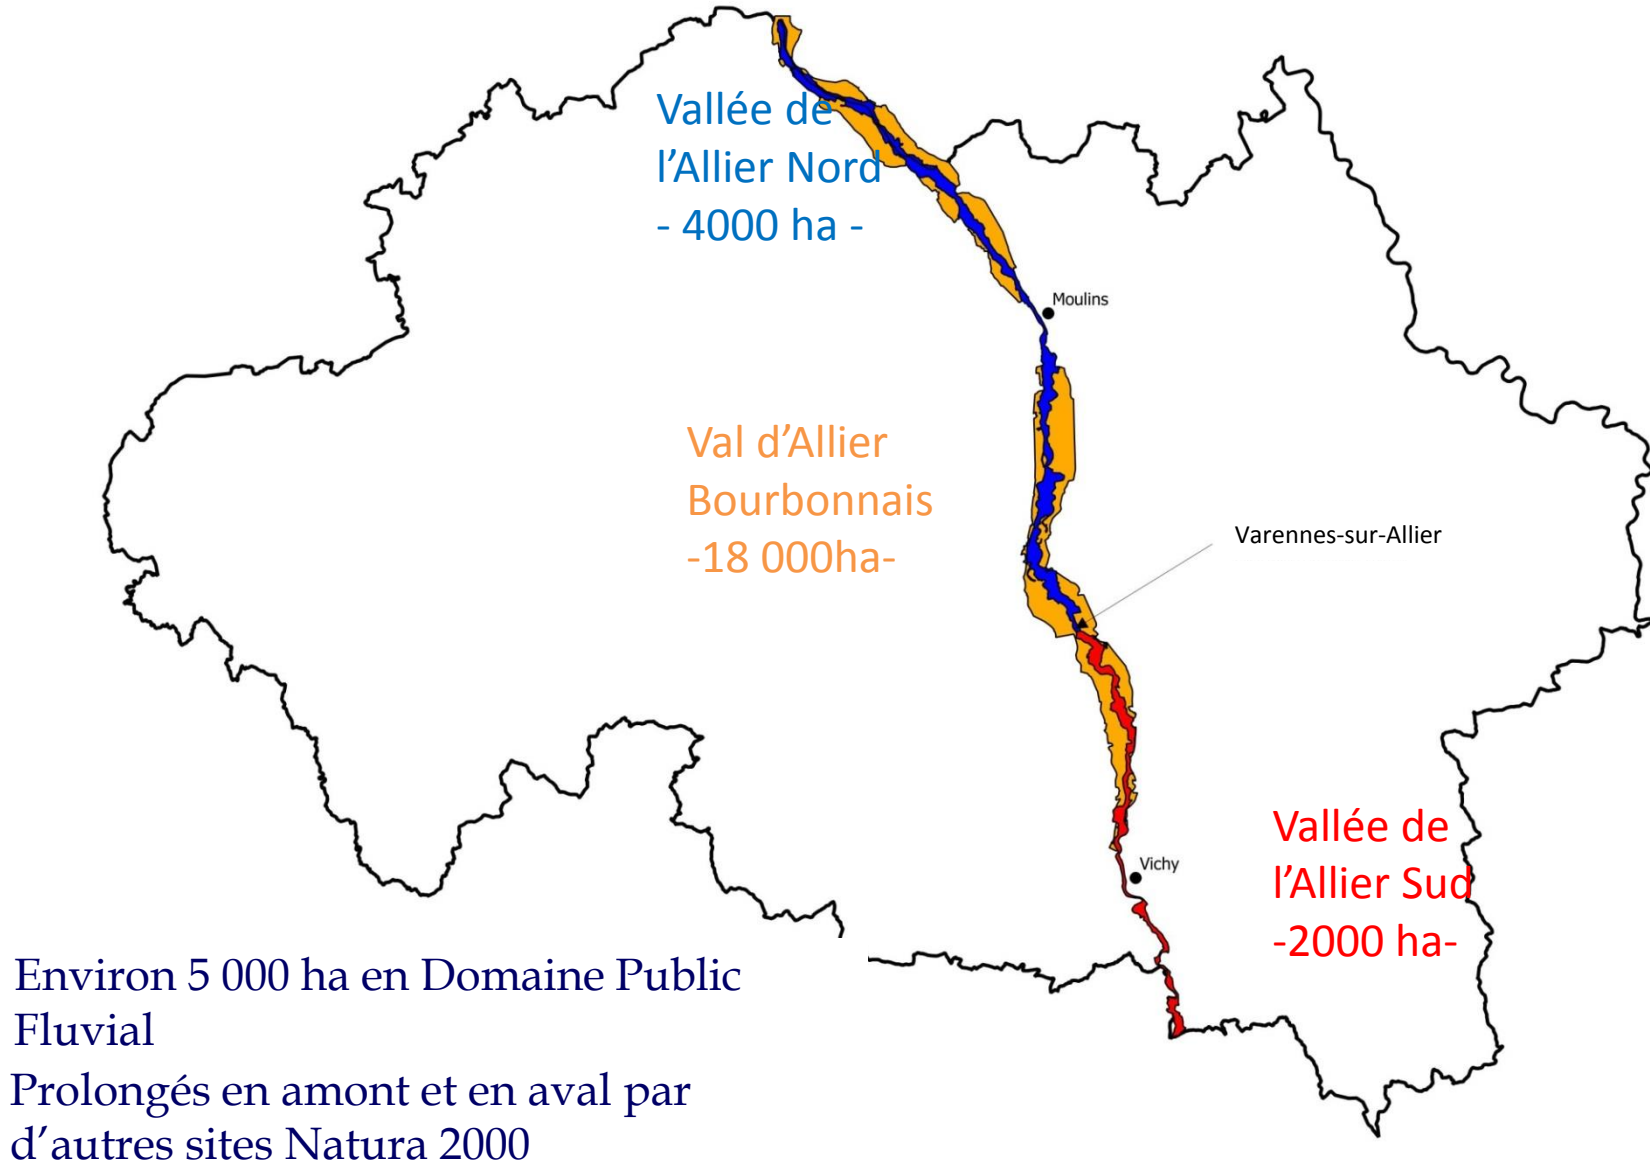 Vallée de
l’Allier Nord
- 4000 ha -
Moulins
Val d’Allier
Bourbonnais
-18 000ha-
Varennes-sur-Allier
Vallée de
l’Allier Sud
-2000 ha-
Vichy
Environ 5 000 ha en Domaine Public
Fluvial
Prolongés en amont et en aval par
d’autres sites Natura 2000